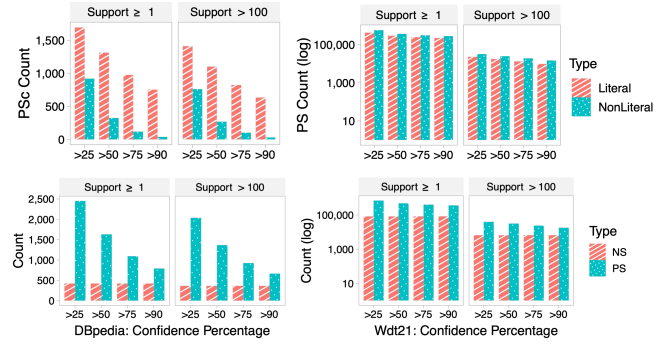 Support ≥ 1
Support > 100
PSc Count
1,500
1,000
500
0
>25 >50 >75 >90
>25 >50 >75 >90
Support ≥ 1
Support > 100
PS Count (log)
100,000
1,000
10
>25 >50 >75 >90
>25 >50 >75 >90
Type
Literal
NonLiteral
Support ≥ 1
Support > 100
Count
2,500
2,000
1,500
1,000
500
0
>25 >50 >75 >90
>25 >50 >75 >90
DBpedia: Confidence Percentage
Support ≥ 1
Support > 100
Count (log)
100,000
1,000
10
>25 >50 >75 >90
>25 >50 >75 >90
Wdt21: Confidence Percentage
Type
NS
PS